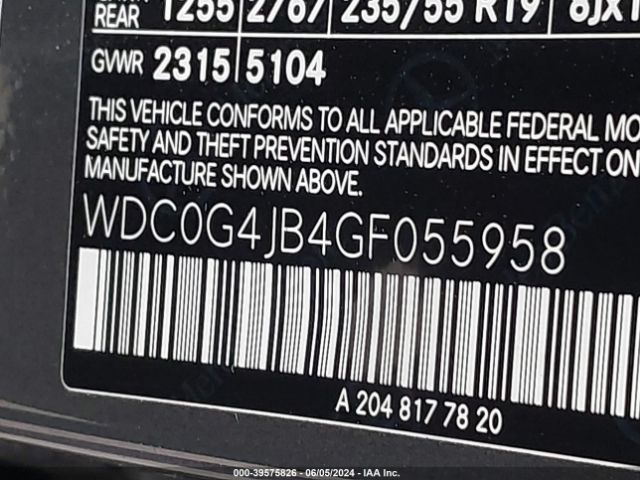 REAR 1255 2767 235/55 R19 8Jx1
GVWR 2315 5104
THIS VEHICLE CONFORMS TO ALL APPLICABLE FEDERAL MO
SAFETY AND THEFT PREVENTION STANDARDS IN EFFECT ON
MANUFACTURE SHOWN ABOVE.
WDC0G4JB4GF055958
A 204 817 78 20
000-39575826 - 06/05/2024 - IAA Inc.